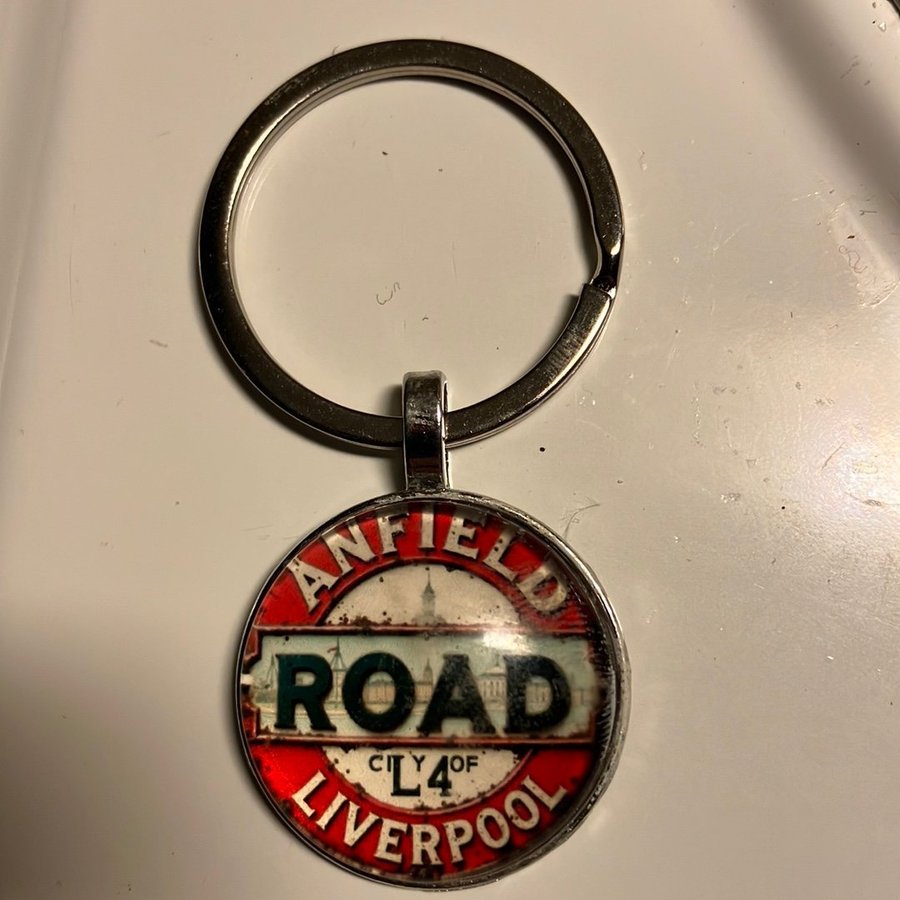 ANFIELD
ROAD
CITY OF
L4
LIVERPOOL